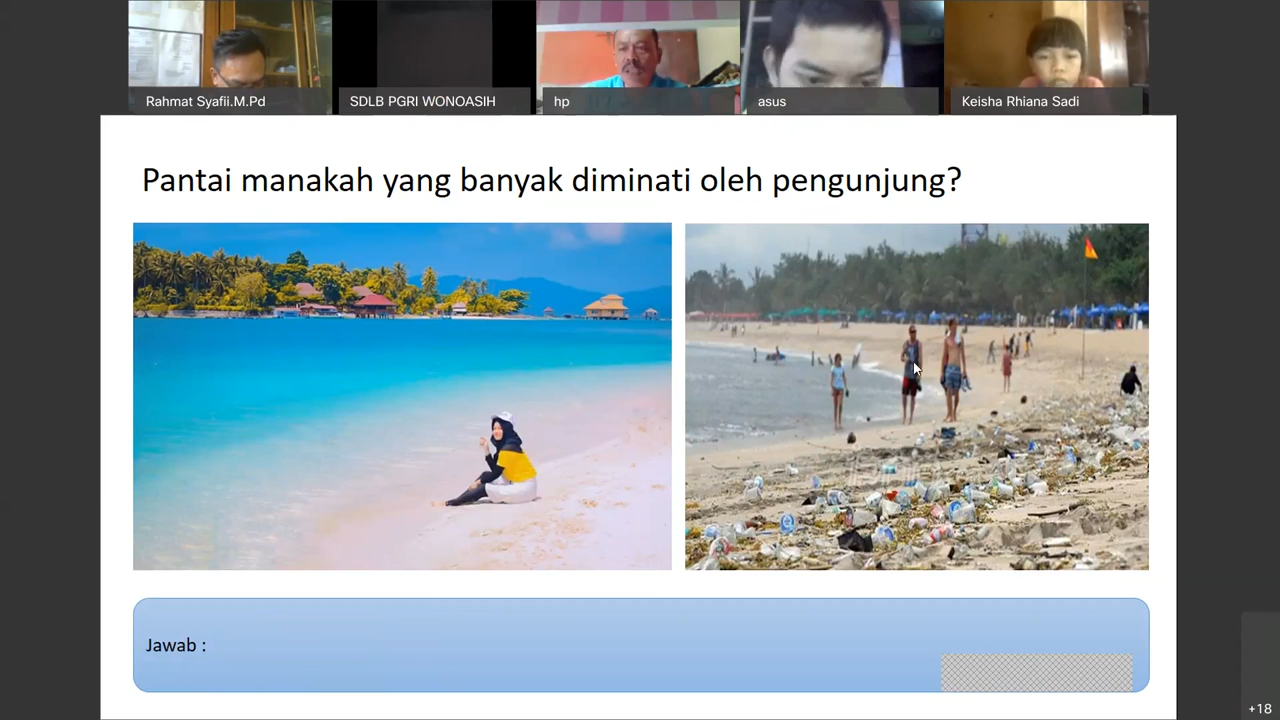 Rahmat Syafii.M.Pd
SDLB PGRI WONOASIH
hp
asus
Keisha Rhiana Sadi
Pantai manakah yang banyak diminati oleh pengunjung?
Jawab :
+18